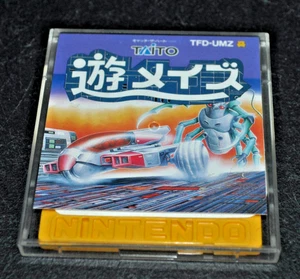 TFD-UMZ
TAITO
遊メイズ
NINTENDO